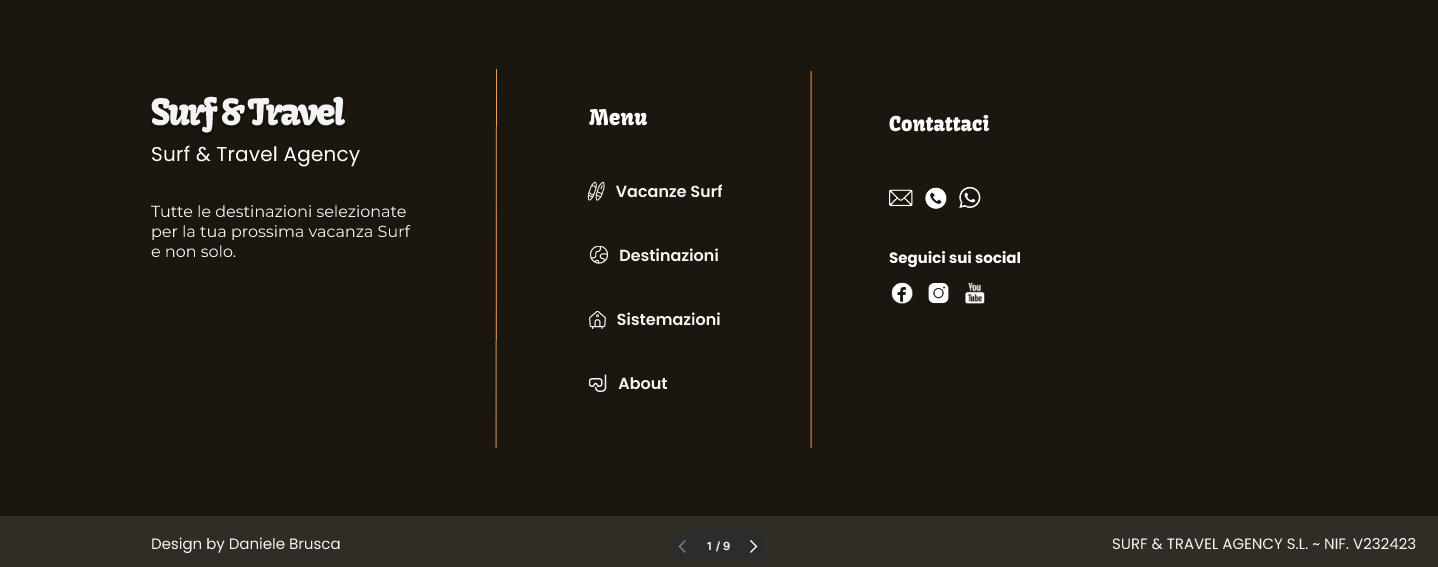 Surf & Travel
Surf & Travel Agency
Tutte le destinazioni selezionate
per la tua prossima vacanza Surf
e non solo.
Menu
Vacanze Surf
Destinazioni
Sistemazioni
About
Contattaci
Seguici sui social
You
Tube
Design by Daniele Brusca
1 / 9
SURF & TRAVEL AGENCY S.L. ~ NIF. V232423